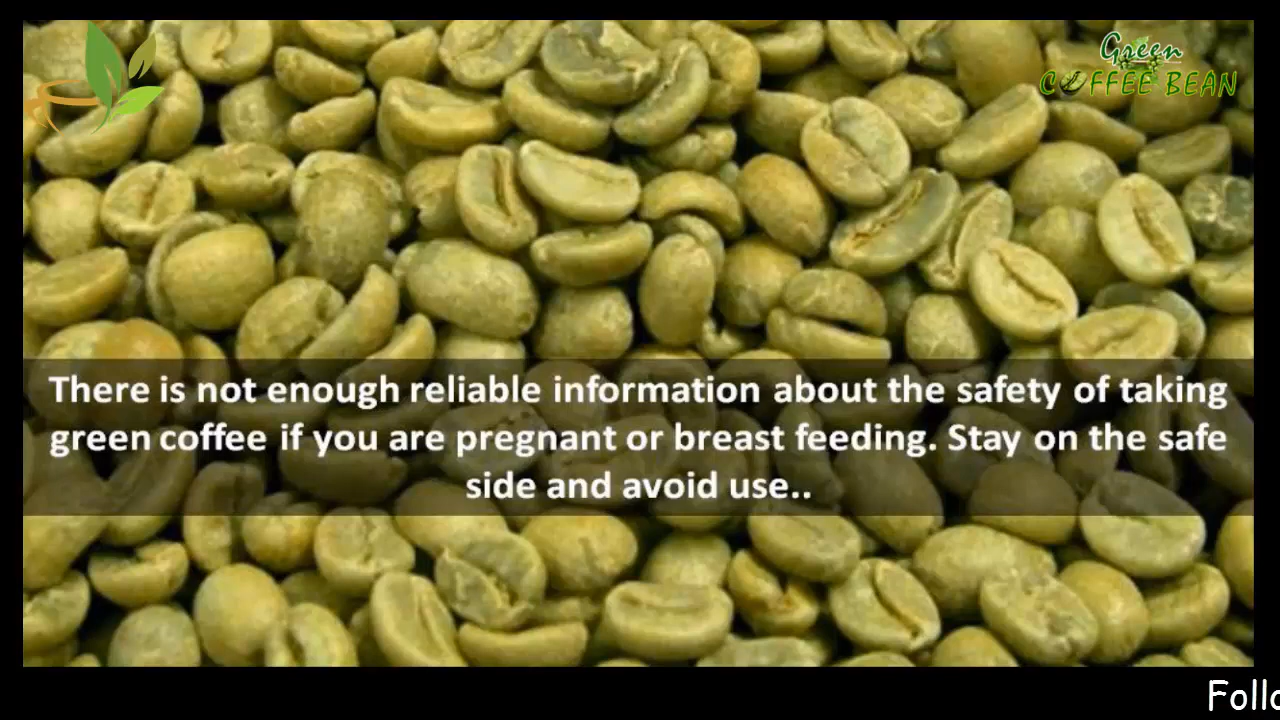 Green
COFFEE BEAN
There is not enough reliable information about the safety of taking
green coffee if you are pregnant or breast feeding. Stay on the safe
side and avoid use..
Follo